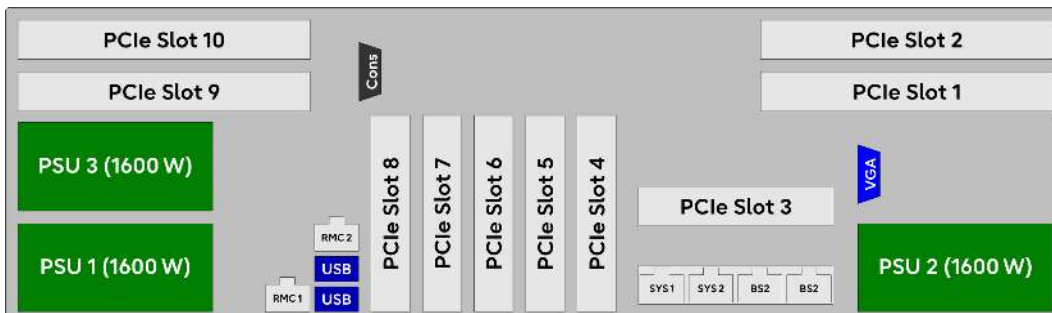 PCIe Slot 10
PCIe Slot 2
Cons
PCIe Slot 9
PCIe Slot 1
PSU 3 (1600 W)
PCIe Slot 8
PCIe Slot 7
PCIe Slot 6
PCIe Slot 5
PCIe Slot 4
VGA
PCIe Slot 3
RMC2
PSU 1 (1600 W)
USB
PSU 2 (1600 W)
RMC1
USB
SYS1
SYS2
BS2
BS2